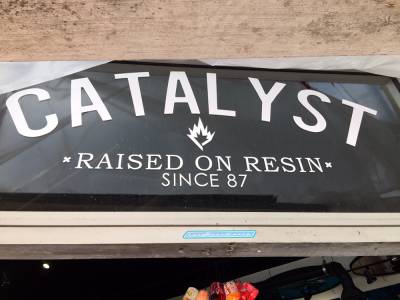 CATALYST
RAISED ON RESIN
SINCE 87